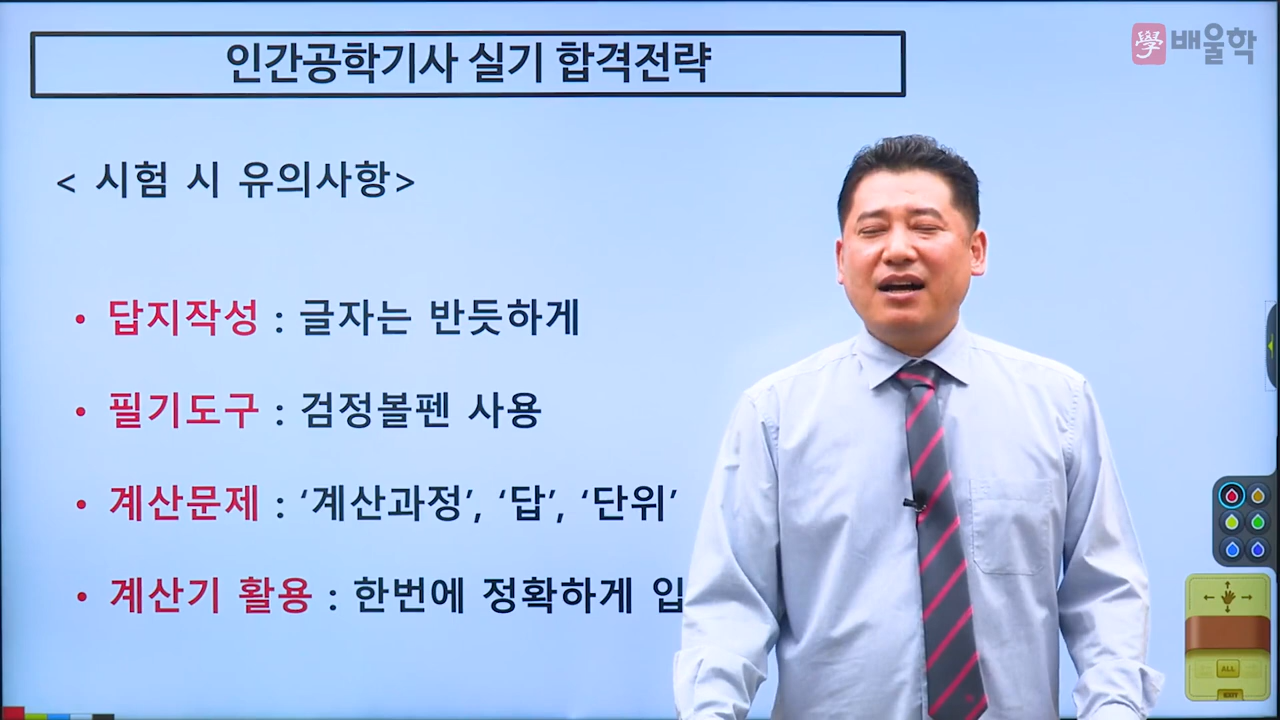 인간공학기사 실기 합격전략
學 배울학
< 시험 시 유의사항>
• 답지작성 : 글자는 반듯하게
• 필기도구 : 검정볼펜 사용
• 계산문제 : ‘계산과정’, ‘답’, ‘단위’
• 계산기 활용 : 한번에 정확하게 입
ALL
EXIT